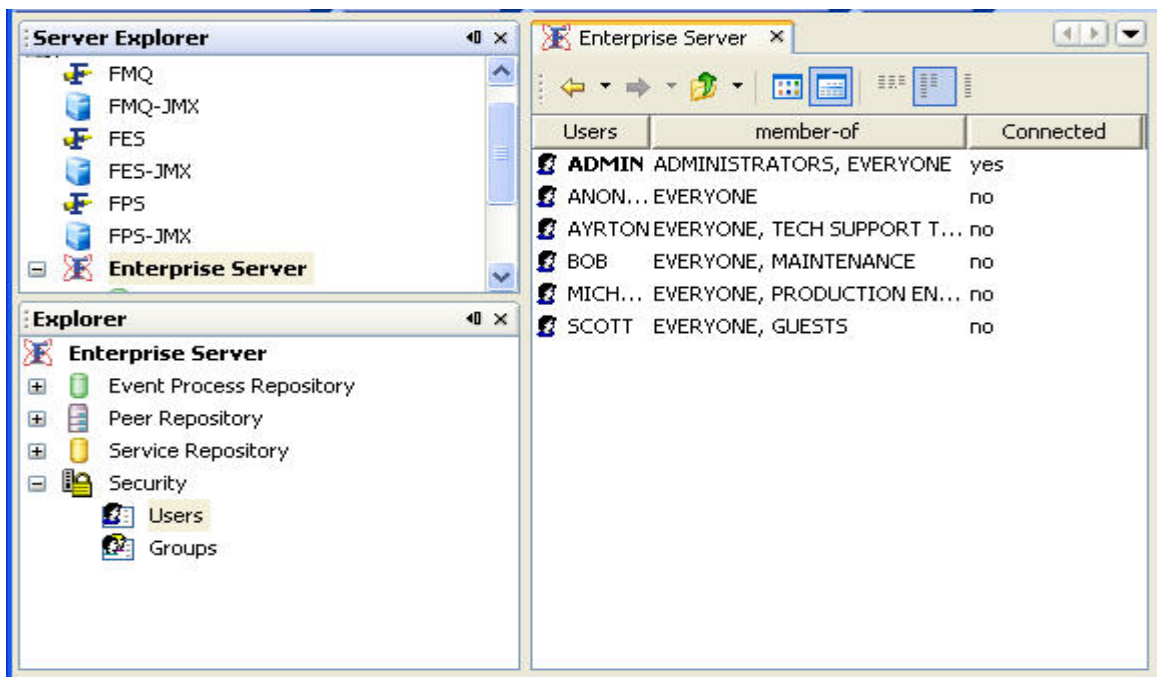 Server Explorer
FMQ
FMQ-JMX
FES
FES-JMX
FPS
FPS-JMX
Enterprise Server
Explorer
Enterprise Server
Event Process Repository
Peer Repository
Service Repository
Security
Users
Groups
Enterprise Server
Users member-of Connected
ADMIN ADMINISTRATORS, EVERYONE yes
ANON... EVERYONE no
AYRTON EVERYONE, TECH SUPPORT T... no
BOB EVERYONE, MAINTENANCE no
MICH... EVERYONE, PRODUCTION EN... no
SCOTT EVERYONE, GUESTS no